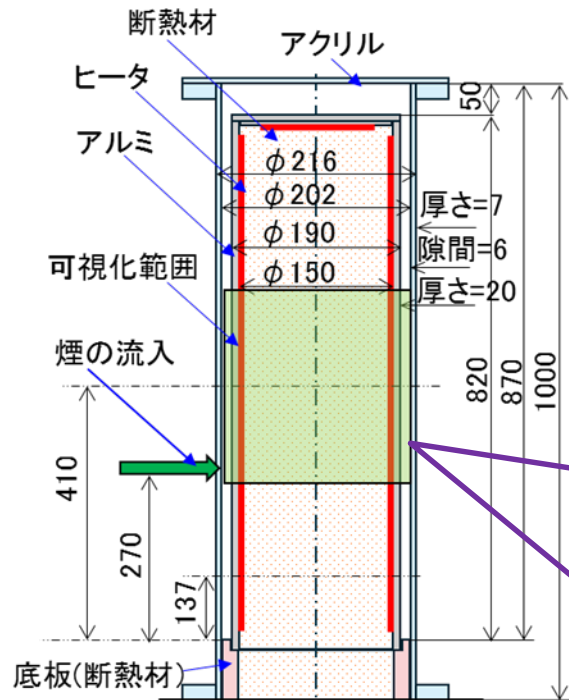 断熱材
アクリル
ヒータ
50
アルミ
φ216
厚さ=7
φ202
隙間=6
φ190
可視化範囲
φ150
厚さ=20
煙の流入
820
870
1000
410
270
137
底板(断熱材)